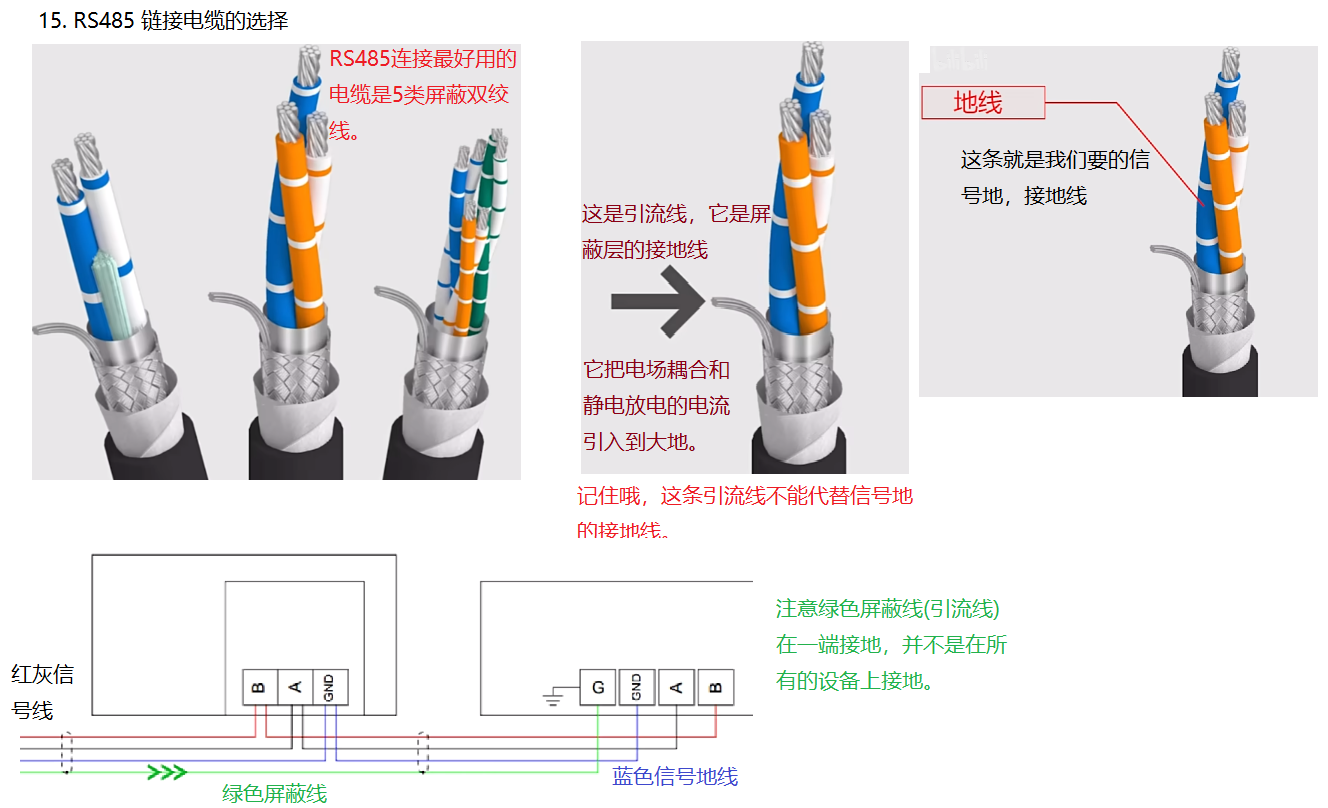 15. RS485 链接电缆的选择
RS485连接最好用的
电缆是5类屏蔽双绞
线。
这是引流线，它是屏
蔽层的接地线
它把电场耦合和
静电放电的电流
引入到大地。
记住哦，这条引流线不能代替信号地
的接地线。
地线
这条就是我们要的信
号地，接地线
红灰信
号线
B
A
GND
G
GND
A
B
绿色屏蔽线
蓝色信号地线
注意绿色屏蔽线(引流线)
在一端接地，并不是在所
有的设备上接地。